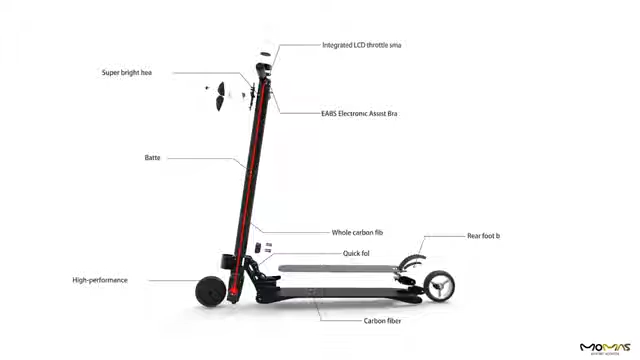 Integrated LCD throttle sma
Super bright hea
EABS Electronic Assist Bra
Batte
Whole carbon fib
Rear foot b
Quick fol
High-performance
Carbon fiber
MOMAS